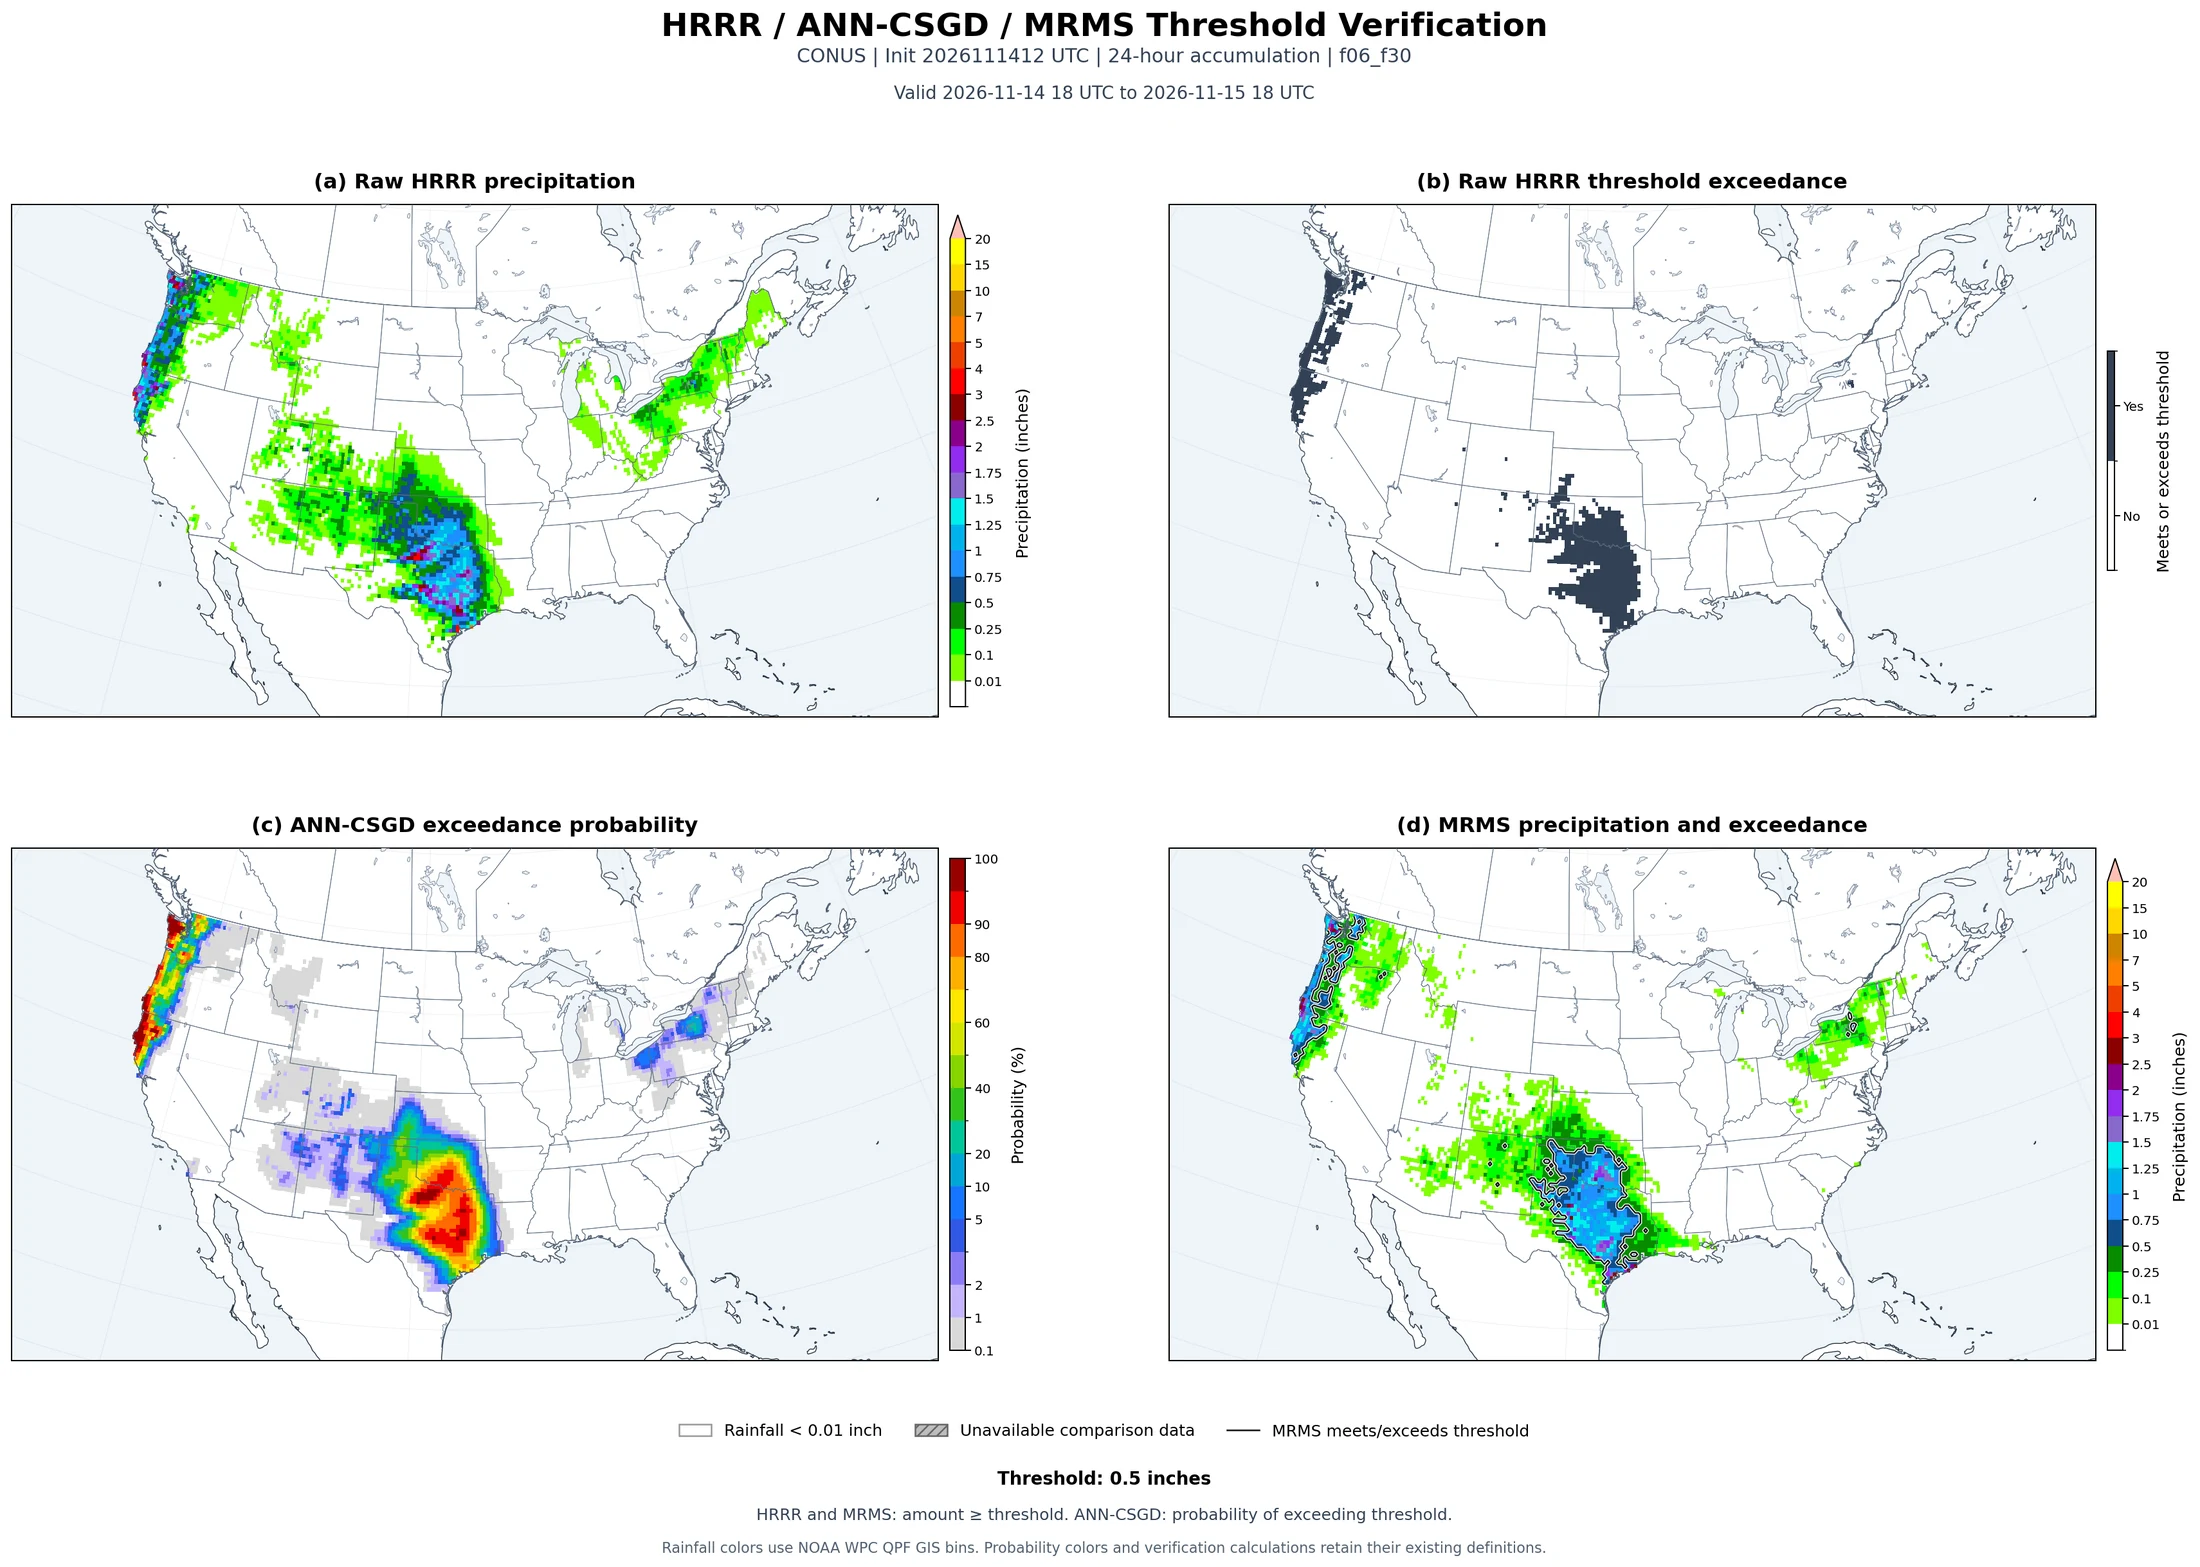 HRRR / ANN-CSGD / MRMS Threshold Verification
CONUS | Init 2026111412 UTC | 24-hour accumulation | f06_f30
Valid 2026-11-14 18 UTC to 2026-11-15 18 UTC
(a) Raw HRRR precipitation
20
15
10
7
5
4
3
2.5
2
1.75
1.5
1.25
1
0.75
0.5
0.25
0.1
0.01
Precipitation (inches)
(b) Raw HRRR threshold exceedance
Yes
No
Meets or exceeds threshold
(c) ANN-CSGD exceedance probability
100
90
80
60
40
20
10
5
2
1
0.1
Probability (%)
(d) MRMS precipitation and exceedance
20
15
10
7
5
4
3
2.5
2
1.75
1.5
1.25
1
0.75
0.5
0.25
0.1
0.01
Precipitation (inches)
Rainfall < 0.01 inch
Unavailable comparison data
MRMS meets/exceeds threshold
Threshold: 0.5 inches
HRRR and MRMS: amount ≥ threshold. ANN-CSGD: probability of exceeding threshold.
Rainfall colors use NOAA WPC QPF GIS bins. Probability colors and verification calculations retain their existing definitions.